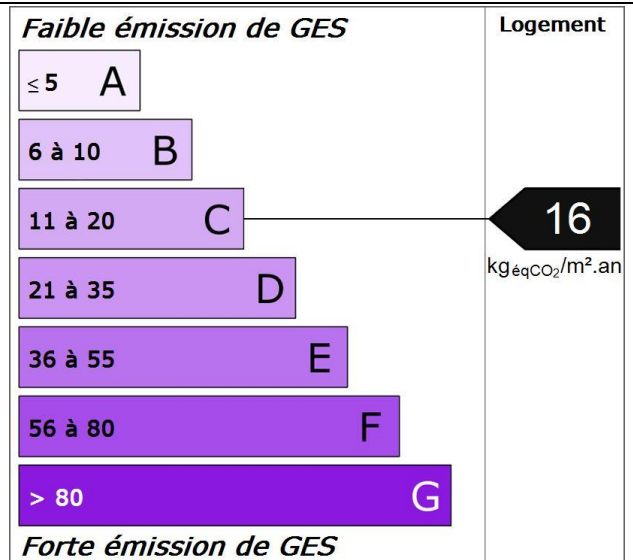 Faible émission de GES
Logement
≤ 5 A
6 à 10 B
11 à 20 C
16
kgéqCO₂/m².an
21 à 35 D
36 à 55 E
56 à 80 F
> 80 G
Forte émission de GES